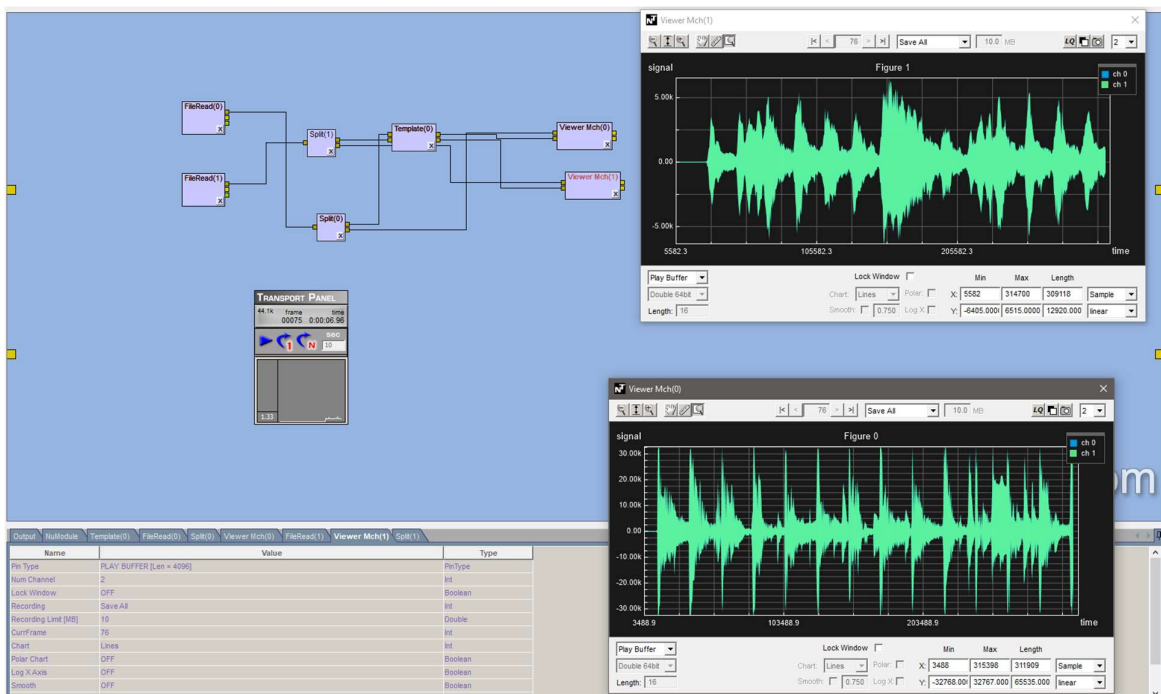 FileRead(0)
X
FileRead(1)
X
Split(1)
X
Template(0)
X
Viewer Mch(0)
X
Viewer Mch(1)
X
Split(0)
X
TRANSPORT PANEL
44.1k frame time
00075 0:00:06.96
sec
1 N 10
1.33
Viewer Mch(1)
76 Save All 10.0 MB LQ 2
signal Figure 1
ch 0
ch 1
5.00k
0.00
-5.00k
5582.3 105582.3 205582.3 time
Play Buffer Lock Window Min Max Length
Double 64bit Chart: Lines Polar: X: 5582 314700 309118 Sample
Length: 16 Smooth: 0.750 Log X: Y: -6405.000 6515.0000 12920.000 linear
Viewer Mch(0)
76 Save All 10.0 MB LQ 2
signal Figure 0
ch 0
ch 1
30.00k
20.00k
10.00k
0.00
-10.00k
-20.00k
-30.00k
3488.9 103488.9 203488.9 time
Play Buffer Lock Window Min Max Length
Double 64bit Chart: Lines Polar: X: 3488 315398 311909 Sample
Length: 16 Smooth: 0.750 Log X: Y: -32768.00 32767.000 65535.000 linear
om
Output NuModule Template(0) FileRead(0) Split(0) Viewer Mch(0) FileRead(1) Viewer Mch(1) Split(1)
Name Value Type
Pin Type PLAY BUFFER [Len = 4096] PinType
Num Channel 2 Int
Lock Window OFF Boolean
Recording Save All Int
Recording Limit [MB] 10 Double
CurrFrame 76 Int
Chart Lines Int
Polar Chart OFF Boolean
Log X Axis OFF Boolean
Smooth OFF Boolean